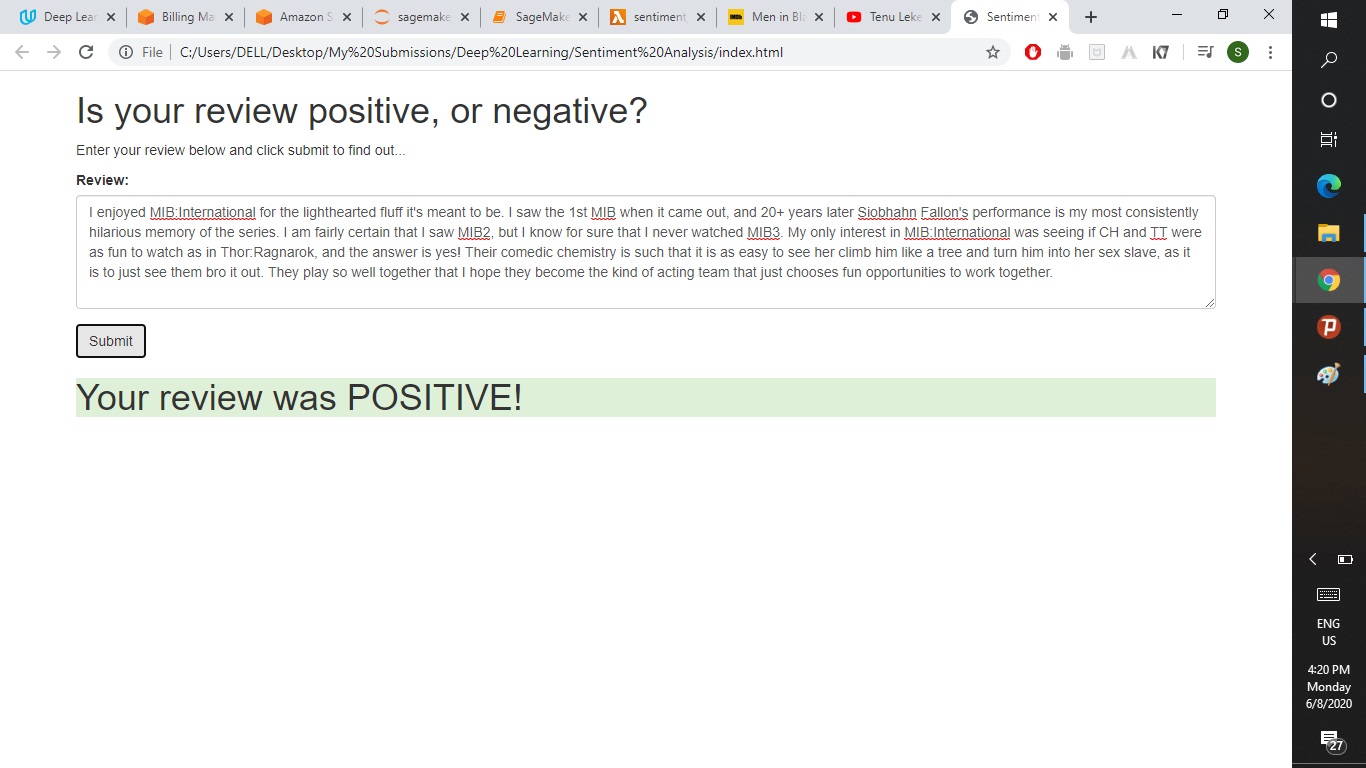 Deep Lear
Billing Ma
Amazon S
sagemake
SageMake
sentiment
Men in Bla
Tenu Leke
Sentiment
File | C:/Users/DELL/Desktop/My%20Submissions/Deep%20Learning/Sentiment%20Analysis/index.html
K7
S
Is your review positive, or negative?
Enter your review below and click submit to find out...
Review:
I enjoyed MIB:International for the lighthearted fluff it's meant to be. I saw the 1st MIB when it came out, and 20+ years later Siobhahn Fallon's performance is my most consistently
hilarious memory of the series. I am fairly certain that I saw MIB2, but I know for sure that I never watched MIB3. My only interest in MIB:International was seeing if CH and TT were
as fun to watch as in Thor:Ragnarok, and the answer is yes! Their comedic chemistry is such that it is as easy to see her climb him like a tree and turn him into her sex slave, as it
is to just see them bro it out. They play so well together that I hope they become the kind of acting team that just chooses fun opportunities to work together.
Submit
Your review was POSITIVE!
ENG
US
4:20 PM
Monday
6/8/2020
27